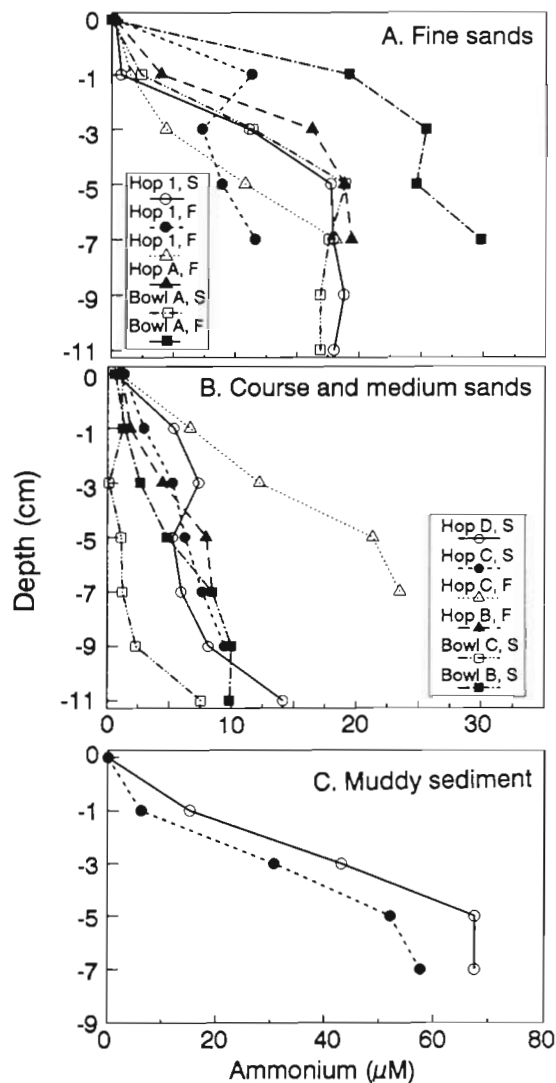 A. Fine sands
0
-1
-3
-5
-7
-9
-11
Hop 1, S
Hop 1, F
Hop 1, F
Hop A, F
Bowl A, S
Bowl A, F
B. Course and medium sands
0
-1
-3
-5
-7
-9
-11
0
10
20
30
Hop D, S
Hop C, S
Hop C, F
Hop B, F
Bowl C, S
Bowl B, S
Depth (cm)
C. Muddy sediment
0
-1
-3
-5
-7
-9
0
20
40
60
80
Ammonium (µM)